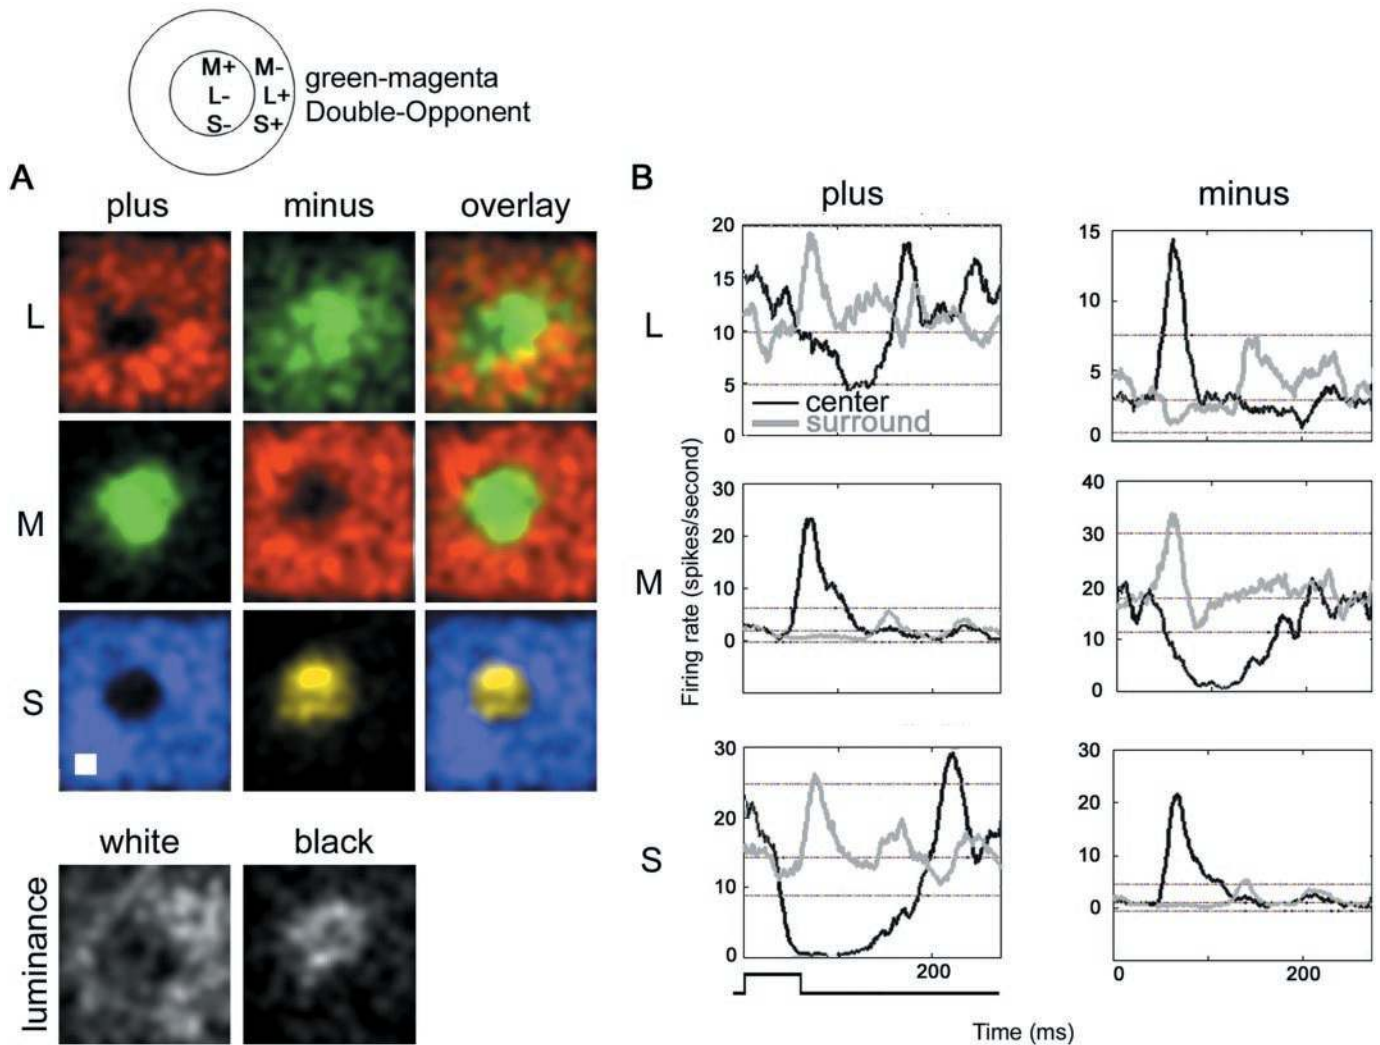 M+ M-
L- L+
S- S+
green-magenta
Double-Opponent
A
plus minus overlay
L
M
S
white black
luminance
B
plus minus
L
20
15
10
5
0
center
surround
15
10
5
0
Firing rate (spikes/second)
M
30
20
10
0
40
30
20
10
0
S
30
20
10
0
200
30
20
10
0
0 200
Time (ms)